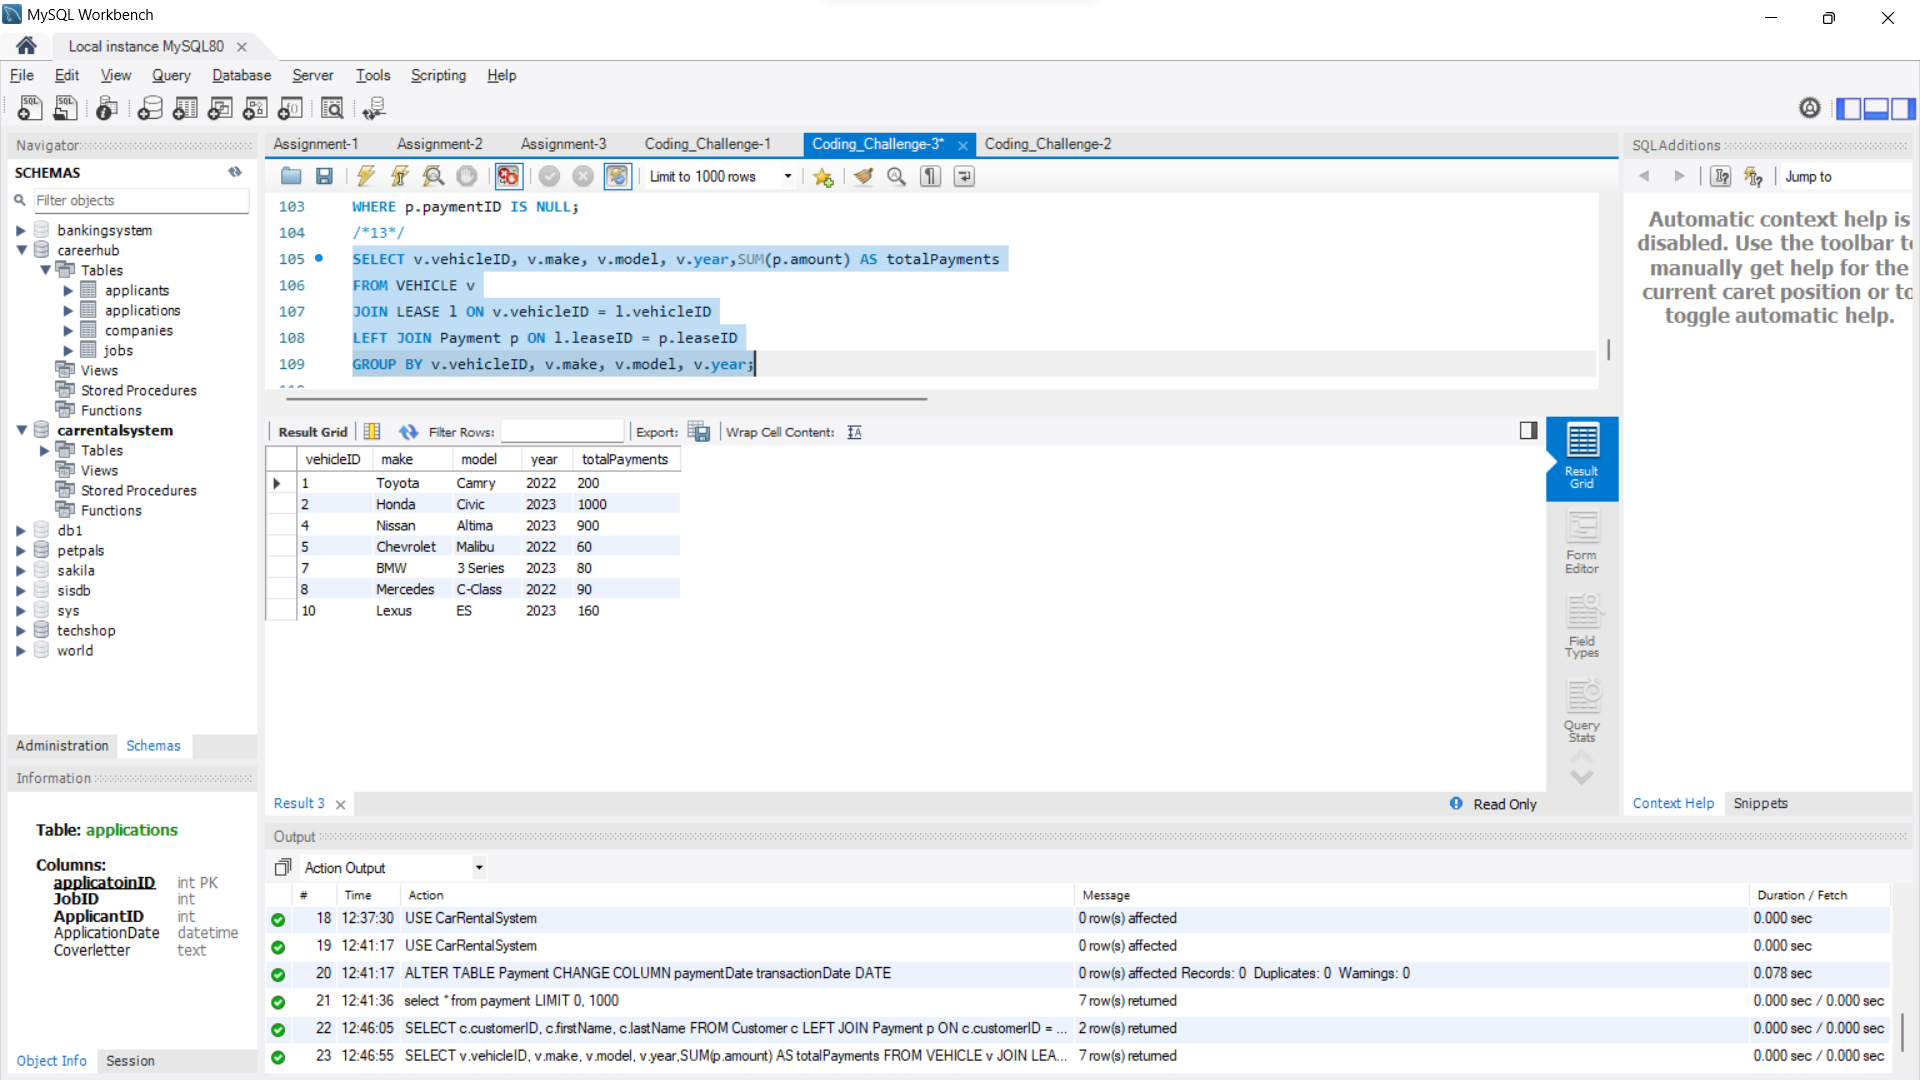 MySQL Workbench
Local instance MySQL80
File Edit View Query Database Server Tools Scripting Help
Navigator
SCHEMAS
Filter objects
bankingsystem
careerhub
Tables
applicants
applications
companies
jobs
Views
Stored Procedures
Functions
carrentalsystem
Tables
Views
Stored Procedures
Functions
db1
petpals
sakila
sisdb
sys
techshop
world
Administration Schemas
Information
Table: applications
Columns:
applicatoinID int PK
JobID int
ApplicantID int
ApplicationDate datetime
Coverletter text
Object Info Session
Assignment-1 Assignment-2 Assignment-3 Coding_Challenge-1 Coding_Challenge-3* Coding_Challenge-2
Limit to 1000 rows
103 WHERE p.paymentID IS NULL;
104 /*13*/
105 SELECT v.vehicleID, v.make, v.model, v.year,SUM(p.amount) AS totalPayments
106 FROM VEHICLE v
107 JOIN LEASE l ON v.vehicleID = l.vehicleID
108 LEFT JOIN Payment p ON l.leaseID = p.leaseID
109 GROUP BY v.vehicleID, v.make, v.model, v.year;
Result Grid Filter Rows: Export: Wrap Cell Content:
vehicleID make model year totalPayments
1 Toyota Camry 2022 200
2 Honda Civic 2023 1000
4 Nissan Altima 2023 900
5 Chevrolet Malibu 2022 60
7 BMW 3 Series 2023 80
8 Mercedes C-Class 2022 90
10 Lexus ES 2023 160
Result Grid
Form Editor
Field Types
Query Stats
Result 3
Read Only
SQLAdditions
Jump to
Automatic context help is
disabled. Use the toolbar
manually get help for the
current caret position or
toggle automatic help.
Context Help Snippets
Output
Action Output
# Time Action Message Duration / Fetch
18 12:37:30 USE CarRentalSystem 0 row(s) affected 0.000 sec
19 12:41:17 USE CarRentalSystem 0 row(s) affected 0.000 sec
20 12:41:17 ALTER TABLE Payment CHANGE COLUMN paymentDate transactionDate DATE 0 row(s) affected Records: 0 Duplicates: 0 Warnings: 0 0.078 sec
21 12:41:36 select * from payment LIMIT 0, 1000 7 row(s) returned 0.000 sec / 0.000 sec
22 12:46:05 SELECT c.customerID, c.firstName, c.lastName FROM Customer c LEFT JOIN Payment p ON c.customerID = ... 2 row(s) returned 0.000 sec / 0.000 sec
23 12:46:55 SELECT v.vehicleID, v.make, v.model, v.year,SUM(p.amount) AS totalPayments FROM VEHICLE v JOIN LEA... 7 row(s) returned 0.000 sec / 0.000 sec